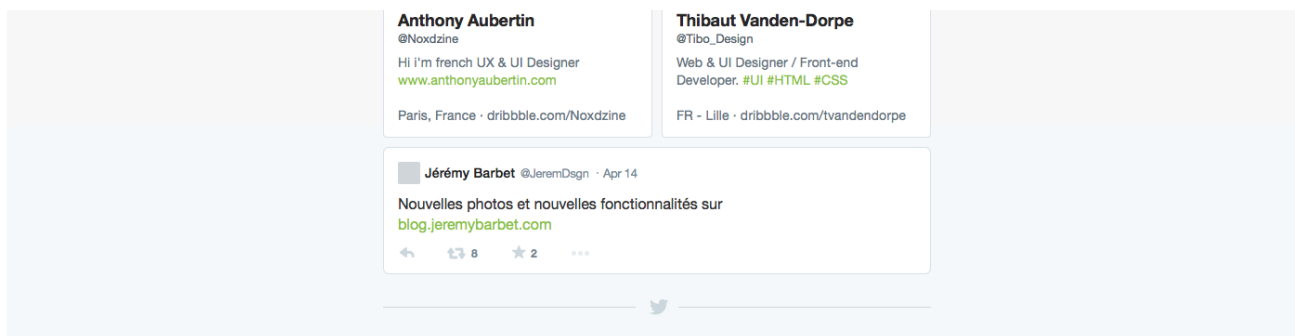 Anthony Aubertin
@Noxdzine
Hi i'm french UX & UI Designer
www.anthonyaubertin.com
Paris, France · dribbble.com/Noxdzine
Thibaut Vanden-Dorpe
@Tibo_Design
Web & UI Designer / Front-end
Developer. #UI #HTML #CSS
FR - Lille · dribbble.com/tvandendorpe
Jérémy Barbet @JeremDsgn · Apr 14
Nouvelles photos et nouvelles fonctionnalités sur
blog.jeremybarbet.com
8 2